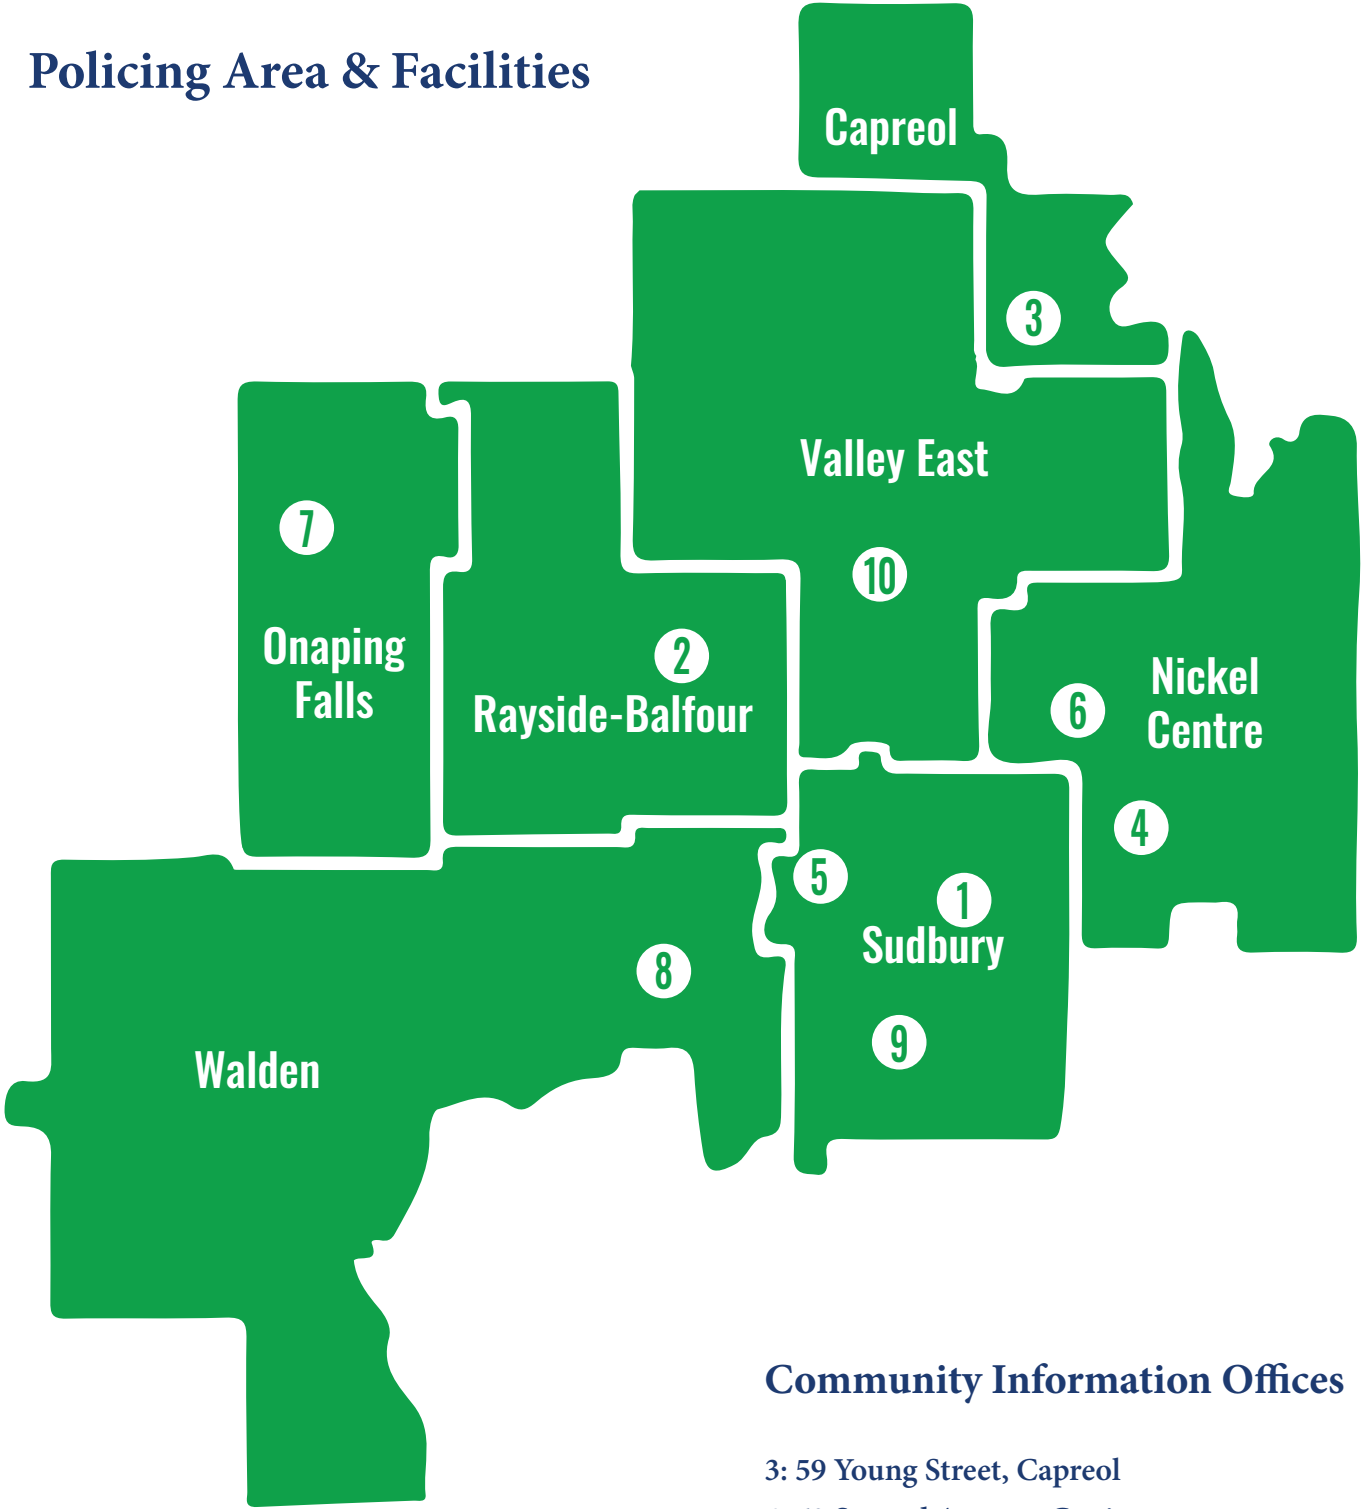 Policing Area & Facilities
Capreol
3
Valley East
7
10
Onaping
Falls
2
Rayside-Balfour
Nickel
Centre
6
4
5
1
Sudbury
8
9
Walden
Community Information Offices
3: 59 Young Street, Capreol